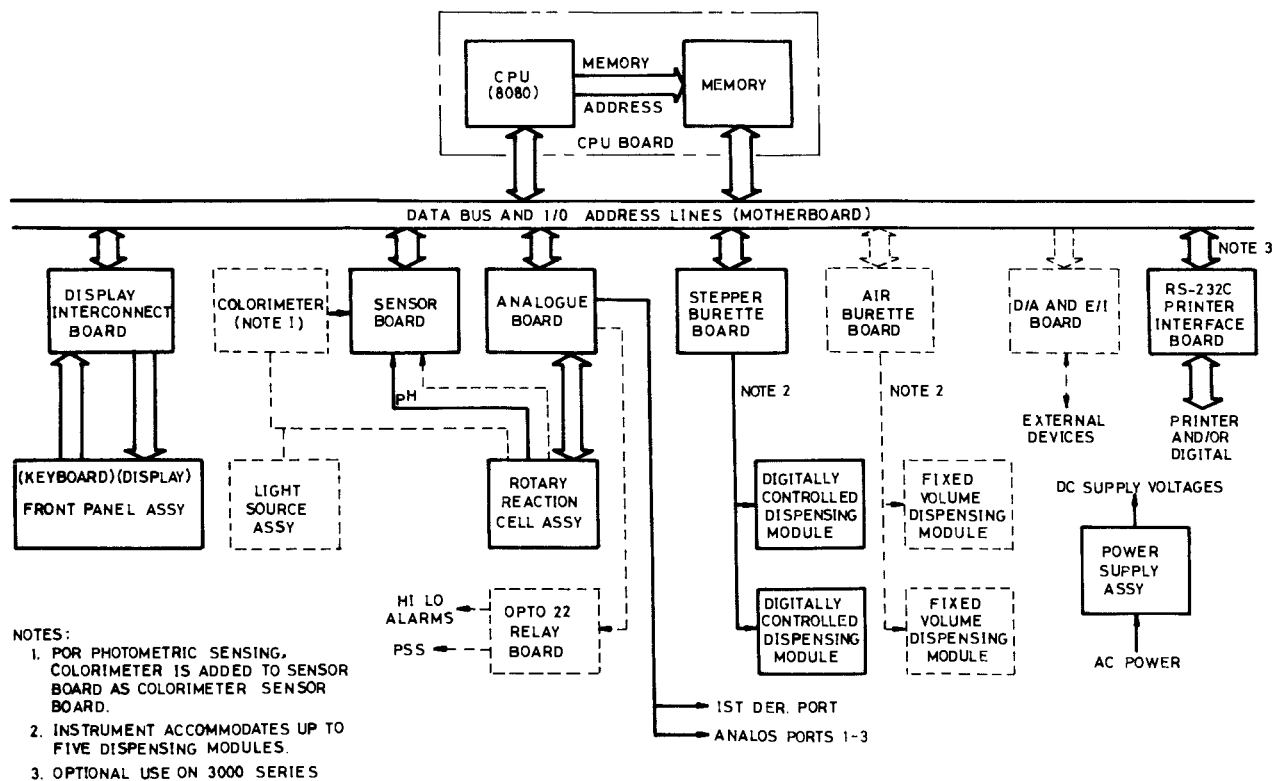 CPU
(8080)
MEMORY
ADDRESS
MEMORY
CPU BOARD
DATA BUS AND I/O ADDRESS LINES (MOTHERBOARD)
DISPLAY
INTERCONNECT
BOARD
COLORIMETER
(NOTE I)
SENSOR
BOARD
ANALOGUE
BOARD
STEPPER
BURETTE
BOARD
AIR
BURETTE
BOARD
D/A AND E/I
BOARD
NOTE 3
RS-232C
PRINTER
INTERFACE
BOARD
pH
NOTE 2
NOTE 2
EXTERNAL
DEVICES
PRINTER
AND/OR
DIGITAL
(KEYBOARD)(DISPLAY)
FRONT PANEL ASSY
LIGHT
SOURCE
ASSY
ROTARY
REACTION
CELL ASSY
DIGITALLY
CONTROLLED
DISPENSING
MODULE
FIXED
VOLUME
DISPENSING
MODULE
DC SUPPLY VOLTAGES
POWER
SUPPLY
ASSY
AC POWER
HI LO
ALARMS
PSS
OPTO 22
RELAY
BOARD
DIGITALLY
CONTROLLED
DISPENSING
MODULE
FIXED
VOLUME
DISPENSING
MODULE
1ST DER. PORT
ANALOS PORTS 1-3
NOTES:
1. POR PHOTOMETRIC SENSING,
COLORIMETER IS ADDED TO SENSOR
BOARD AS COLORIMETER SENSOR
BOARD.
2. INSTRUMENT ACCOMMODATES UP TO
FIVE DISPENSING MODULES.
3. OPTIONAL USE ON 3000 SERIES